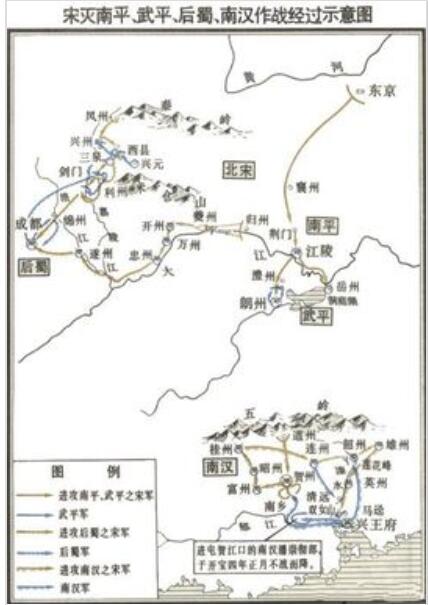 宋灭南平、武平、后蜀、南汉作战经过示意图
黄
河
东京
秦
岭
凤州
兴州
西县
三泉
兴元
剑门
利州
北宋
成都
绵州
嘉
陵
江
遂州
后蜀
开州
夔州
归州
山
万州
忠州
大
江
襄州
荆门
南平
江陵
澧州
朗州
岳州
洞庭湖
武平
五
岭
桂州
道州
韶州
雄州
南汉
昭州
连州
莲花峰
贺州
富州
英州
清远
南乡
双女山
马迳
郁
江
兴王府
进屯贺江口的南汉潘崇彻部,
于开宝四年正月不战而降。
图 例
进攻南平、武平之宋军
武平军
进攻后蜀之宋军
后蜀军
进攻南汉之宋军
南汉军